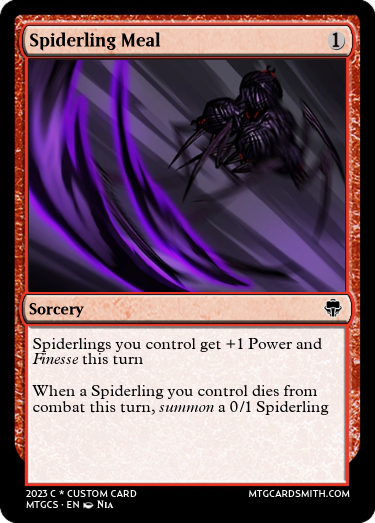 Spiderling Meal 1
Sorcery
Spiderlings you control get +1 Power and
Finesse this turn
When a Spiderling you control dies from
combat this turn, summon a 0/1 Spiderling
2023 C * CUSTOM CARD MTGCARDSMITH.COM
MTGCS · EN Nia